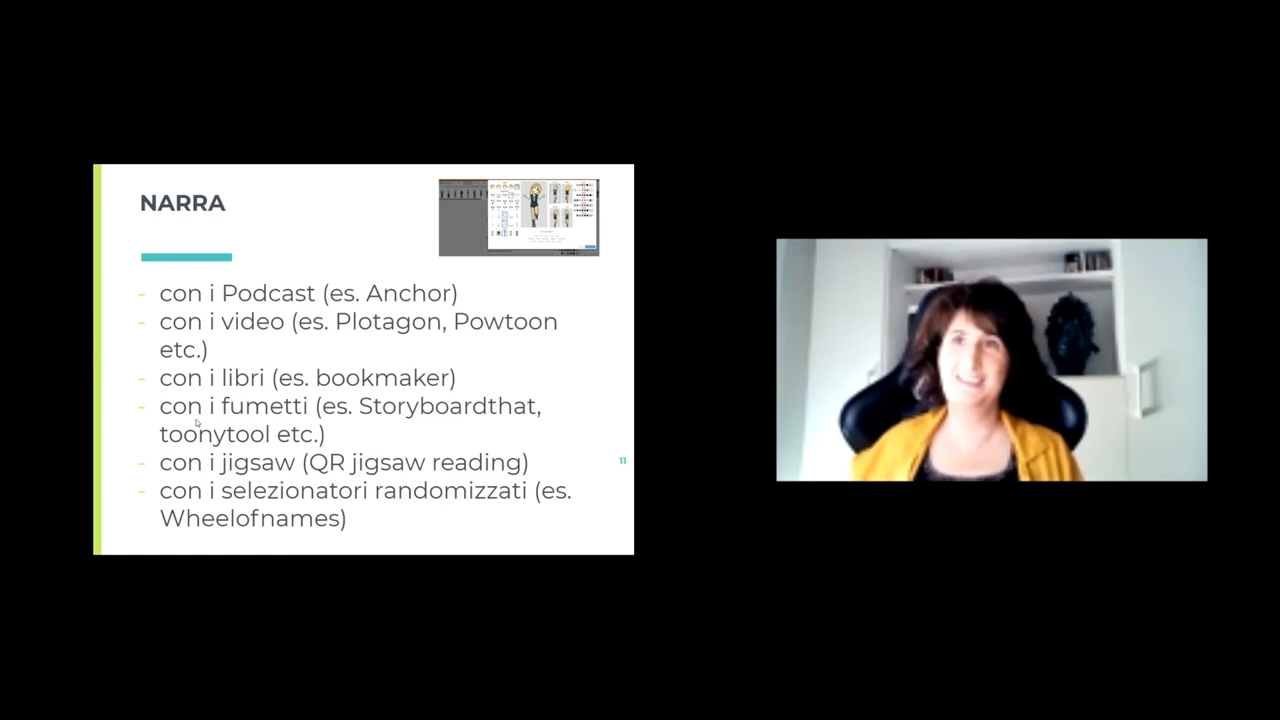 NARRA
- con i Podcast (es. Anchor)
- con i video (es. Plotagon, Powtoon
etc.)
- con i libri (es. bookmaker)
- con i fumetti (es. Storyboardthat,
toonytool etc.)
- con i jigsaw (QR jigsaw reading)
- con i selezionatori randomizzati (es.
Wheelofnames)
11